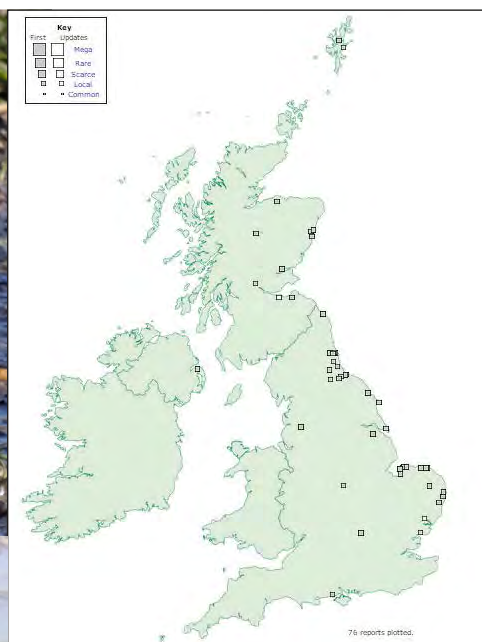 Key
First Updates
Mega
Rare
Scarce
Local
Common
76 reports plotted.